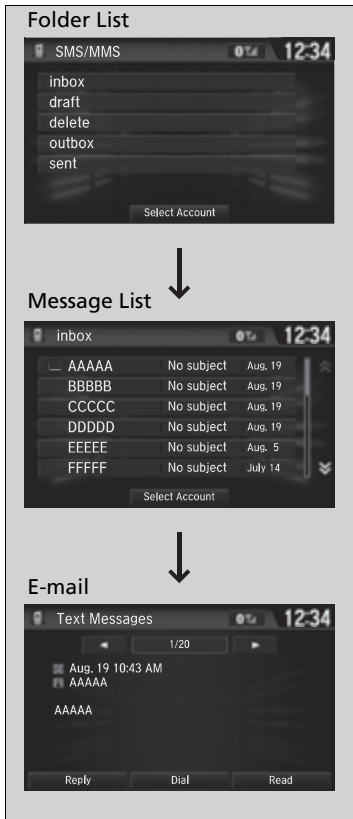 Folder List
SMS/MMS 12:34
inbox
draft
delete
outbox
sent
Select Account
Message List
inbox 12:34
AAAAA No subject Aug. 19
BBBBB No subject Aug. 19
CCCCC No subject Aug. 19
DDDDD No subject Aug. 19
EEEEE No subject Aug. 5
FFFFF No subject July 14
Select Account
E-mail
Text Messages 12:34
1/20
Aug. 19 10:43 AM
AAAAA
AAAAA
Reply Dial Read